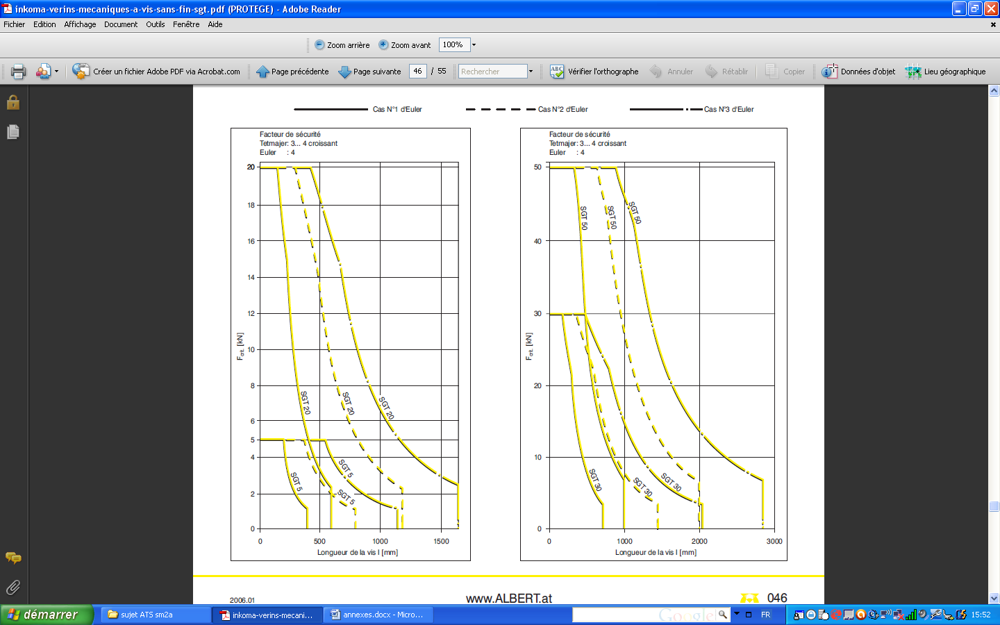 inkoma-verins-mecaniques-a-vis-sans-fin-sgt.pdf (PROTEGE) - Adobe Reader
Fichier Edition Affichage Document Outils Fenêtre Aide
Zoom arrière Zoom avant 100%
Créer un fichier Adobe PDF via Acrobat.com Page précédente Page suivante 46 / 55 Rechercher Vérifier l'orthographe Annuler Rétablir Copier Données d'objet Lieu géographique
Cas N°1 d'Euler Cas N°2 d'Euler Cas N°3 d'Euler
Facteur de sécurité
Tetmajer: 3... 4 croissant
Euler : 4
20
18
16
14
12
10
8
6
5
4
2
0
Fcrit. [kN]
SGT 20
SGT 20
SGT 20
SGT 5
SGT 5
SGT 5
0 500 1000 1500
Longueur de la vis l [mm]
Facteur de sécurité
Tetmajer: 3... 4 croissant
Euler : 4
50
40
30
20
10
0
Fcrit. [kN]
SGT 50
SGT 50
SGT 50
SGT 30
SGT 30
SGT 30
0 1000 2000 3000
Longueur de la vis l [mm]
2006.01 www.ALBERT.at 046
démarrer sujet ATS sm2a inkoma-verins-mecani... annexes.docx - Micro... Google FR 15:52